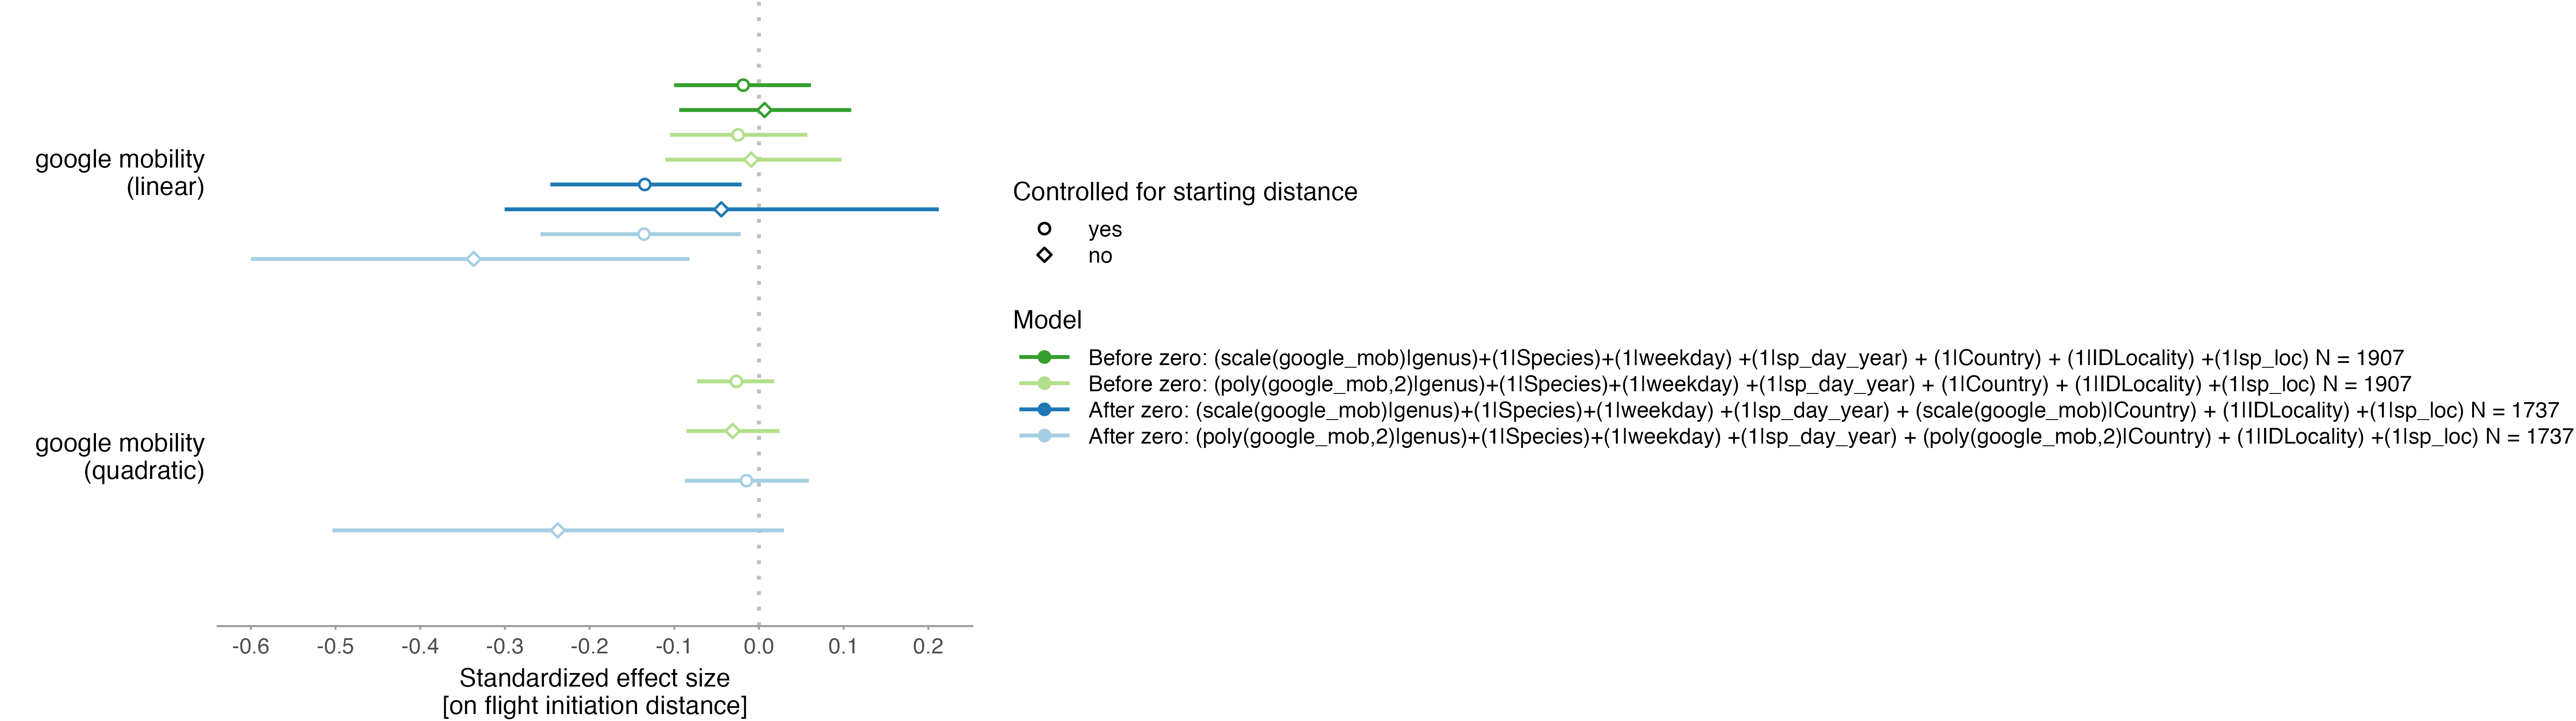 google mobility
(linear)
google mobility
(quadratic)
-0.6 -0.5 -0.4 -0.3 -0.2 -0.1 0.0 0.1 0.2
Standardized effect size
[on flight initiation distance]
Controlled for starting distance
yes
no
Model
Before zero: (scale(google_mob)|genus)+(1|Species)+(1|weekday) +(1|sp_day_year) + (1|Country) + (1|IDLocality) +(1|sp_loc) N = 1907
Before zero: (poly(google_mob,2)|genus)+(1|Species)+(1|weekday) +(1|sp_day_year) + (1|Country) + (1|IDLocality) +(1|sp_loc) N = 1907
After zero: (scale(google_mob)|genus)+(1|Species)+(1|weekday) +(1|sp_day_year) + (scale(google_mob)|Country) + (1|IDLocality) +(1|sp_loc) N = 1737
After zero: (poly(google_mob,2)|genus)+(1|Species)+(1|weekday) +(1|sp_day_year) + (poly(google_mob,2)|Country) + (1|IDLocality) +(1|sp_loc) N = 1737